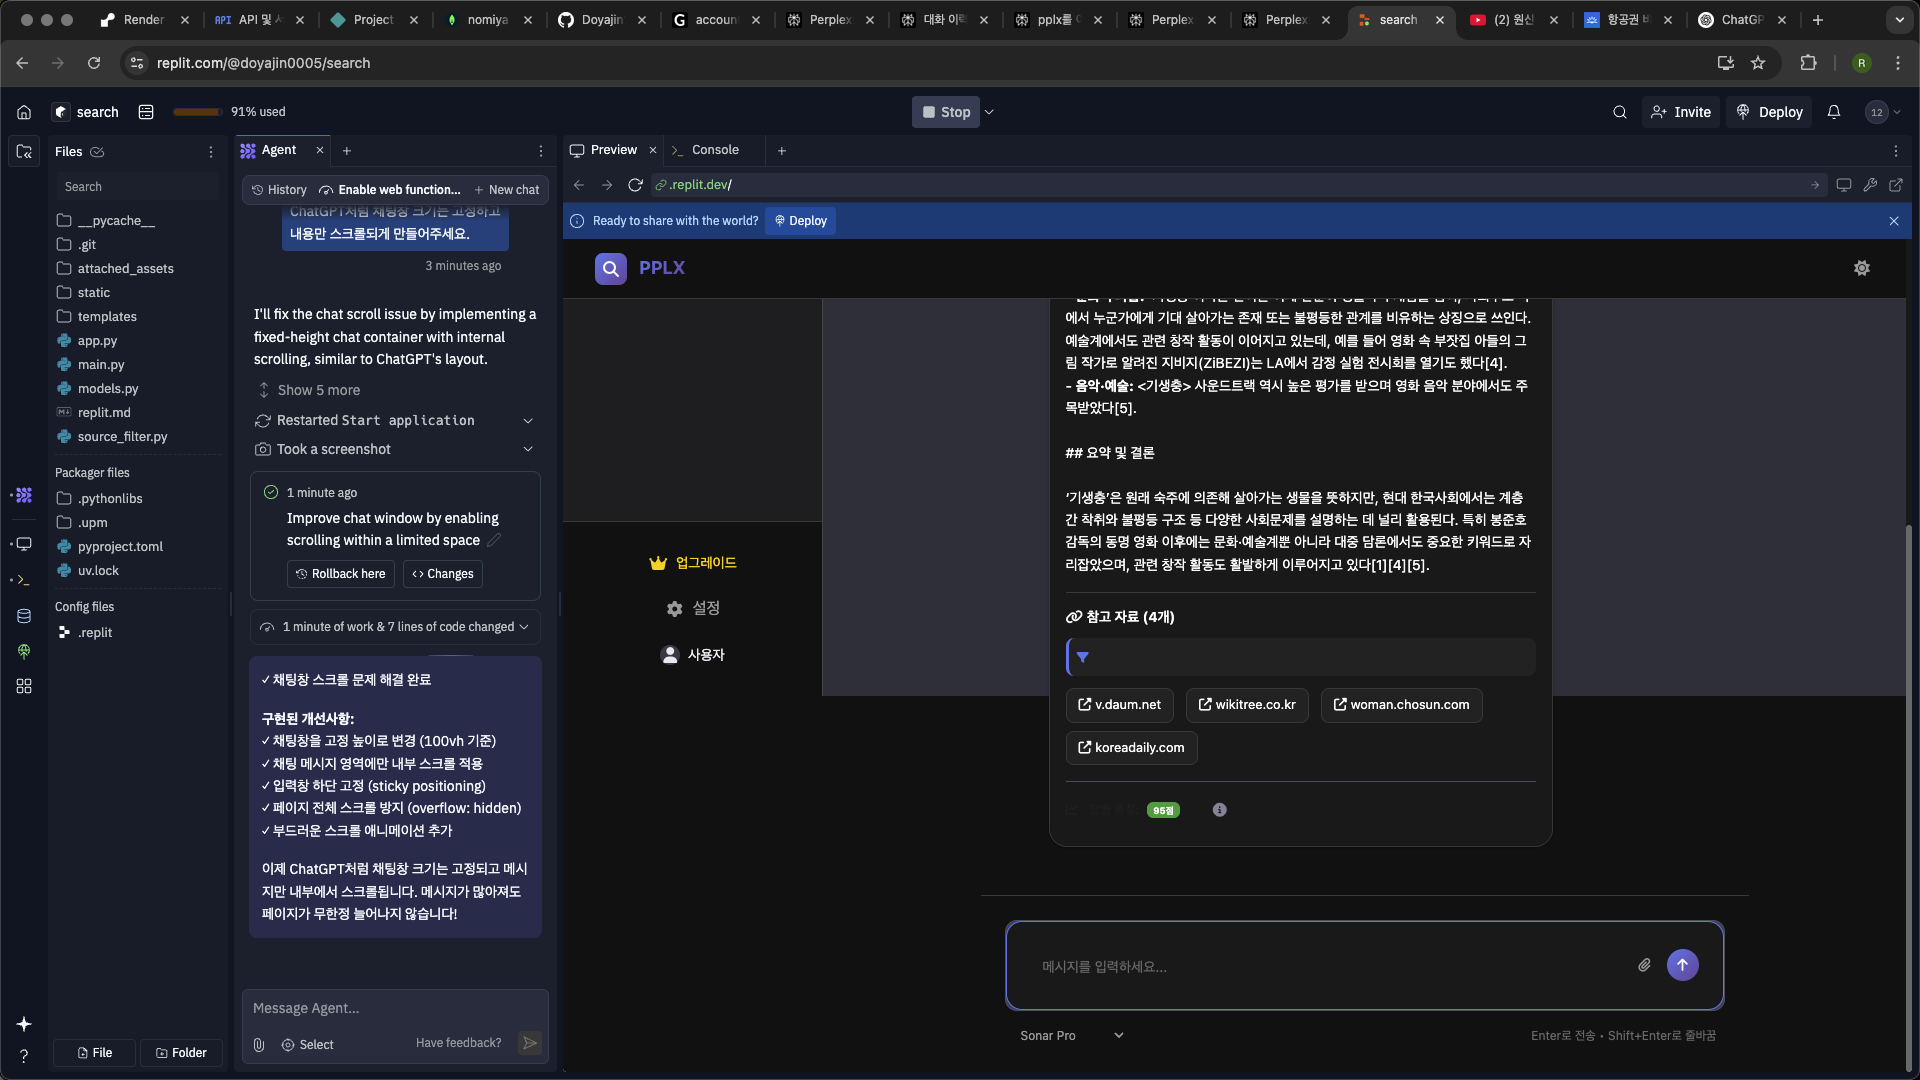 Render
API API 및 
Project
nomiya
Doyajin
accoun
Perplex
대화 이력
pplx를
Perplex
Perplex
search
(2) 원신
항공권 비
ChatGP
replit.com/@doyajin0005/search
R
search
91% used
Stop
Invite
Deploy
12
Files
Search
__pycache__
.git
attached_assets
static
templates
app.py
main.py
models.py
replit.md
source_filter.py
Packager files
.pythonlibs
.upm
pyproject.toml
uv.lock
Config files
.replit
File
Folder
Agent
History
Enable web function...
New chat
ChatGPT처럼 채팅창 크기는 고정하고
내용만 스크롤되게 만들어주세요.
3 minutes ago
I'll fix the chat scroll issue by implementing a
fixed-height chat container with internal
scrolling, similar to ChatGPT's layout.
Show 5 more
Restarted Start application
Took a screenshot
1 minute ago
Improve chat window by enabling
scrolling within a limited space
Rollback here
Changes
1 minute of work & 7 lines of code changed
✓ 채팅창 스크롤 문제 해결 완료
구현된 개선사항:
✓ 채팅창을 고정 높이로 변경 (100vh 기준)
✓ 채팅 메시지 영역에만 내부 스크롤 적용
✓ 입력창 하단 고정 (sticky positioning)
✓ 페이지 전체 스크롤 방지 (overflow: hidden)
✓ 부드러운 스크롤 애니메이션 추가
이제 ChatGPT처럼 채팅창 크기는 고정되고 메시
지만 내부에서 스크롤됩니다. 메시지가 많아져도
페이지가 무한정 늘어나지 않습니다!
Message Agent...
Select
Have feedback?
Preview
Console
.replit.dev/
Ready to share with the world?
Deploy
PPLX
업그레이드
설정
사용자
에서 누군가에게 기대 살아가는 존재 또는 불평등한 관계를 비유하는 상징으로 쓰인다.
예술계에서도 관련 창작 활동이 이어지고 있는데, 예를 들어 영화 속 부잣집 아들의 그
림 작가로 알려진 지비지(ZiBEZI)는 LA에서 감정 실험 전시회를 열기도 했다[4].
- 음악·예술: <기생충> 사운드트랙 역시 높은 평가를 받으며 영화 음악 분야에서도 주
목받았다[5].
## 요약 및 결론
‘기생충’은 원래 숙주에 의존해 살아가는 생물을 뜻하지만, 현대 한국사회에서는 계층
간 착취와 불평등 구조 등 다양한 사회문제를 설명하는 데 널리 활용된다. 특히 봉준호
감독의 동명 영화 이후에는 문화·예술계뿐 아니라 대중 담론에서도 중요한 키워드로 자
리잡았으며, 관련 창작 활동도 활발하게 이루어지고 있다[1][4][5].
참고 자료 (4개)
v.daum.net
wikitree.co.kr
woman.chosun.com
koreadaily.com
95점
메시지를 입력하세요...
Sonar Pro
Enter로 전송 • Shift+Enter로 줄바꿈